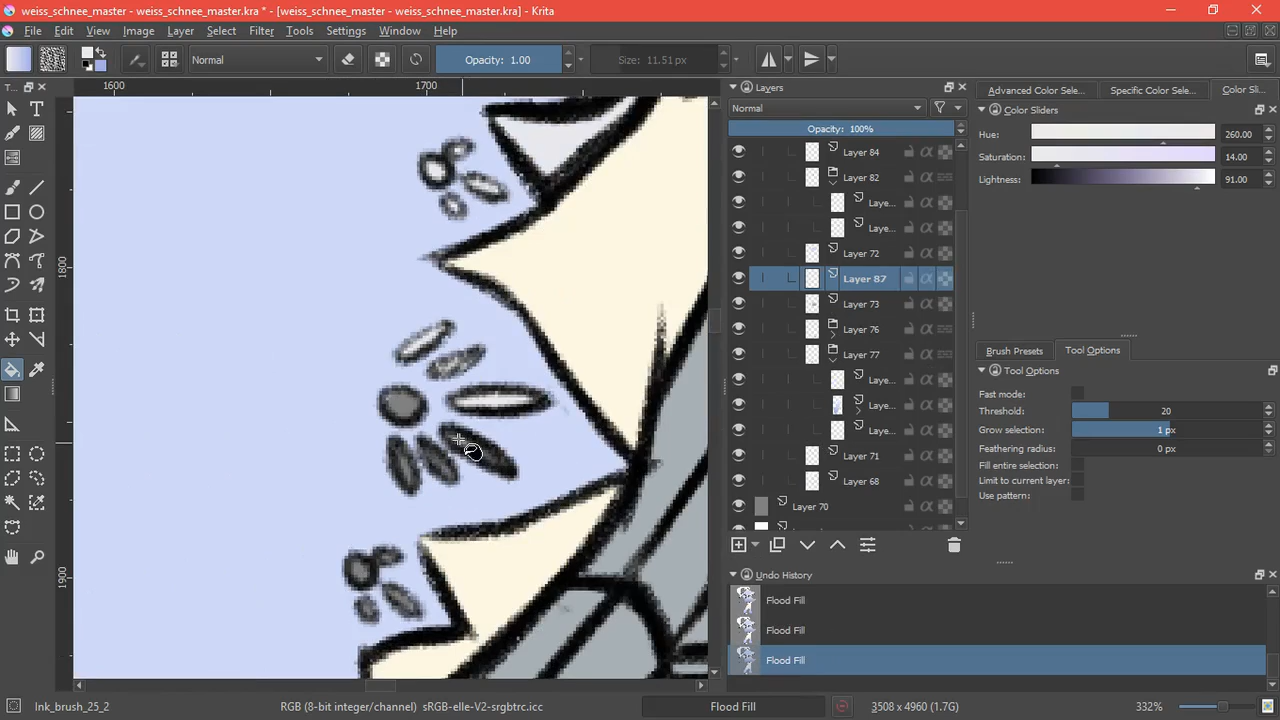 weiss_schnee_master - weiss_schnee_master.kra * - [weiss_schnee_master - weiss_schnee_master.kra] - Krita
File Edit View Image Layer Select Filter Tools Settings Window Help
Normal Opacity: 1.00 Size: 11.51 px
T... Layers Advanced Color Sele... Specific Color Sele... Color Sli...
1600 1700
Normal Color Sliders
Opacity: 100%
Hue: 260.00
Saturation: 14.00
Lightness: 91.00
Layer 84
Layer 82
Laye...
Laye...
Layer 72
Layer 87
Layer 73
Layer 76
Layer 77
Laye...
Laye...
Laye...
Layer 71
Layer 68
Layer 70
1800
1900
Brush Presets Tool Options
Tool Options
Fast mode:
Threshold: 20
Grow selection: 1 px
Feathering radius: 0 px
Fill entire selection:
Limit to current layer:
Use pattern:
Undo History
Flood Fill
Flood Fill
Flood Fill
Ink_brush_25_2 RGB (8-bit integer/channel) sRGB-elle-V2-srgbtrc.icc Flood Fill 3508 x 4960 (1.7G) 332%